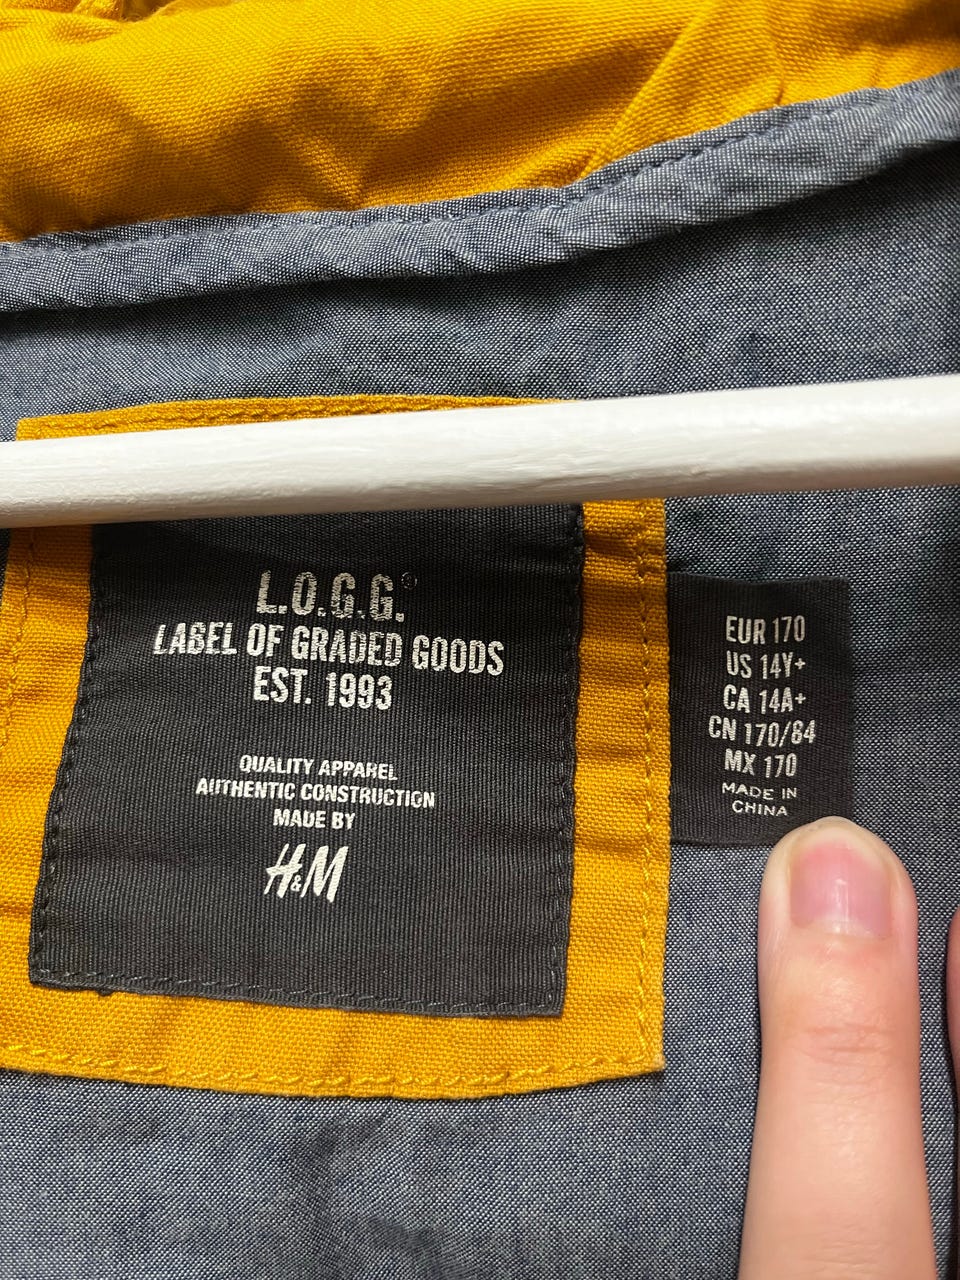 L.O.G.G.®
LABEL OF GRADED GOODS
EST. 1993
QUALITY APPAREL
AUTHENTIC CONSTRUCTION
MADE BY
H&M
EUR 170
US 14Y+
CA 14A+
CN 170/84
MX 170
MADE IN
CHINA